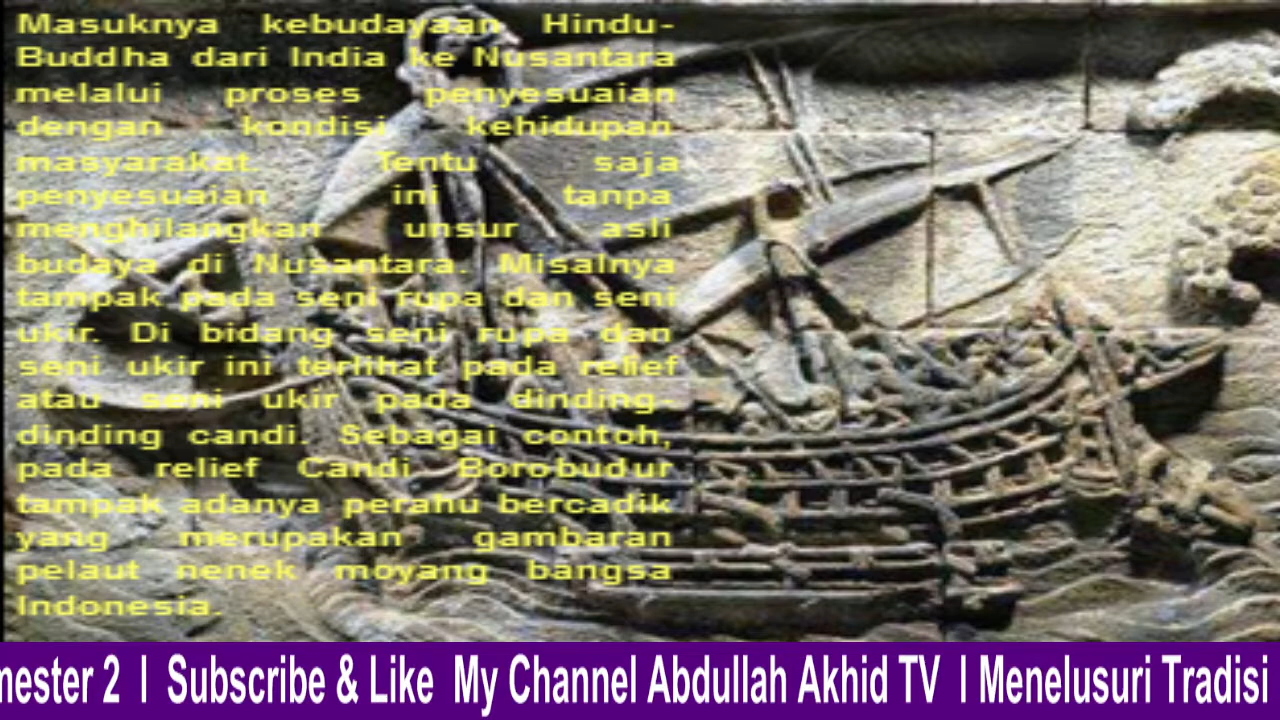 Masuknya kebudayaan Hindu-
Buddha dari India ke Nusantara
melalui proses penyesuaian
dengan kondisi kehidupan
masyarakat. Tentu saja
penyesuaian ini tanpa
menghilangkan unsur asli
budaya di Nusantara. Misalnya
tampak pada seni rupa dan seni
ukir. Di bidang seni rupa dan
seni ukir ini terlihat pada relief
atau seni ukir pada dinding-
dinding candi. Sebagai contoh,
pada relief Candi Borobudur
tampak adanya perahu bercadik
yang merupakan gambaran
pelaut nenek moyang bangsa
Indonesia.
mester 2 I Subscribe & Like My Channel Abdullah Akhid TV I Menelusuri Tradisi